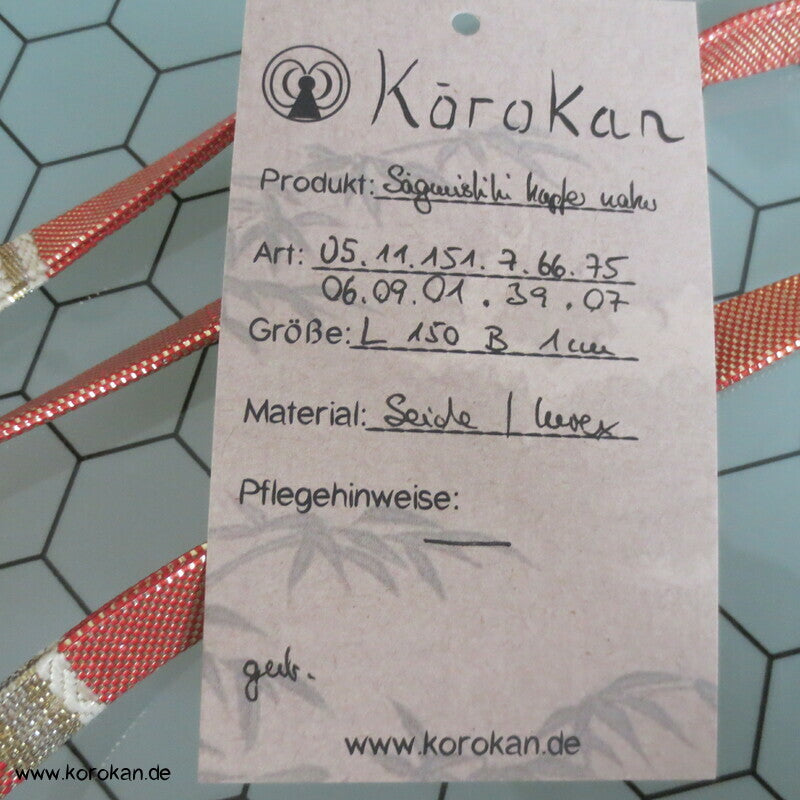 Kōrokan
Produkt:
Art: 05.11.151.7.66.75
06.09.01.39.07
Größe: L 150 B 1cm
Material: Seide / lurex
Pflegehinweise:
—
www.korokan.de
www.korokan.de